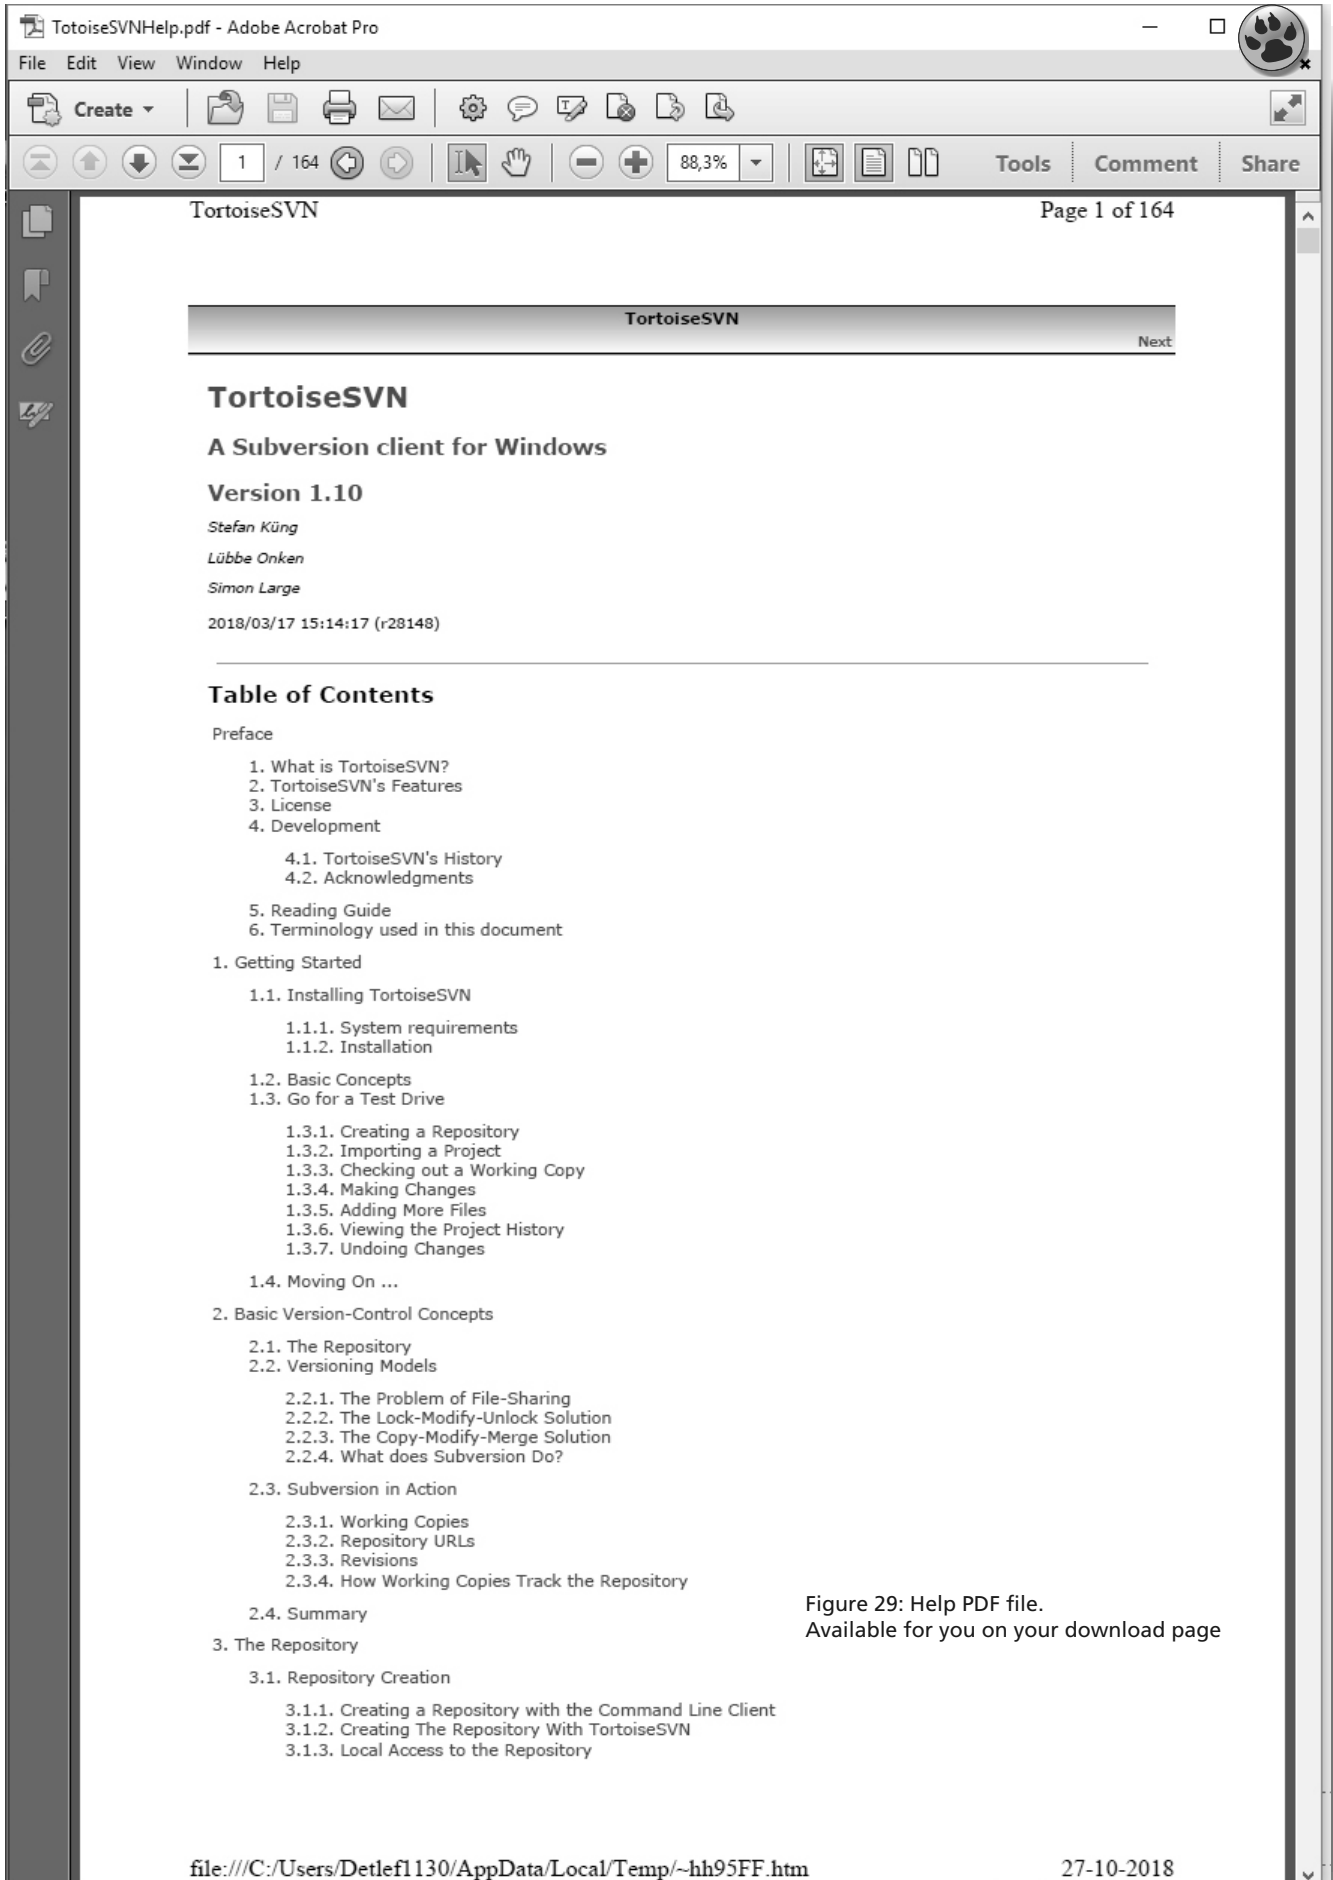 TotoiseSVNHelp.pdf - Adobe Acrobat Pro
File Edit View Window Help
Create
1 / 164 88,3% Tools Comment Share
TortoiseSVN Page 1 of 164
TortoiseSVN
Next
TortoiseSVN
A Subversion client for Windows
Version 1.10
Stefan Küng
Lübbe Onken
Simon Large
2018/03/17 15:14:17 (r28148)
Table of Contents
Preface
1. What is TortoiseSVN?
2. TortoiseSVN's Features
3. License
4. Development
4.1. TortoiseSVN's History
4.2. Acknowledgments
5. Reading Guide
6. Terminology used in this document
1. Getting Started
1.1. Installing TortoiseSVN
1.1.1. System requirements
1.1.2. Installation
1.2. Basic Concepts
1.3. Go for a Test Drive
1.3.1. Creating a Repository
1.3.2. Importing a Project
1.3.3. Checking out a Working Copy
1.3.4. Making Changes
1.3.5. Adding More Files
1.3.6. Viewing the Project History
1.3.7. Undoing Changes
1.4. Moving On ...
2. Basic Version-Control Concepts
2.1. The Repository
2.2. Versioning Models
2.2.1. The Problem of File-Sharing
2.2.2. The Lock-Modify-Unlock Solution
2.2.3. The Copy-Modify-Merge Solution
2.2.4. What does Subversion Do?
2.3. Subversion in Action
2.3.1. Working Copies
2.3.2. Repository URLs
2.3.3. Revisions
2.3.4. How Working Copies Track the Repository
2.4. Summary
3. The Repository
3.1. Repository Creation
3.1.1. Creating a Repository with the Command Line Client
3.1.2. Creating The Repository With TortoiseSVN
3.1.3. Local Access to the Repository
Figure 29: Help PDF file.
Available for you on your download page
file:///C:/Users/Detlef1130/AppData/Local/Temp/~hh95FF.htm 27-10-2018